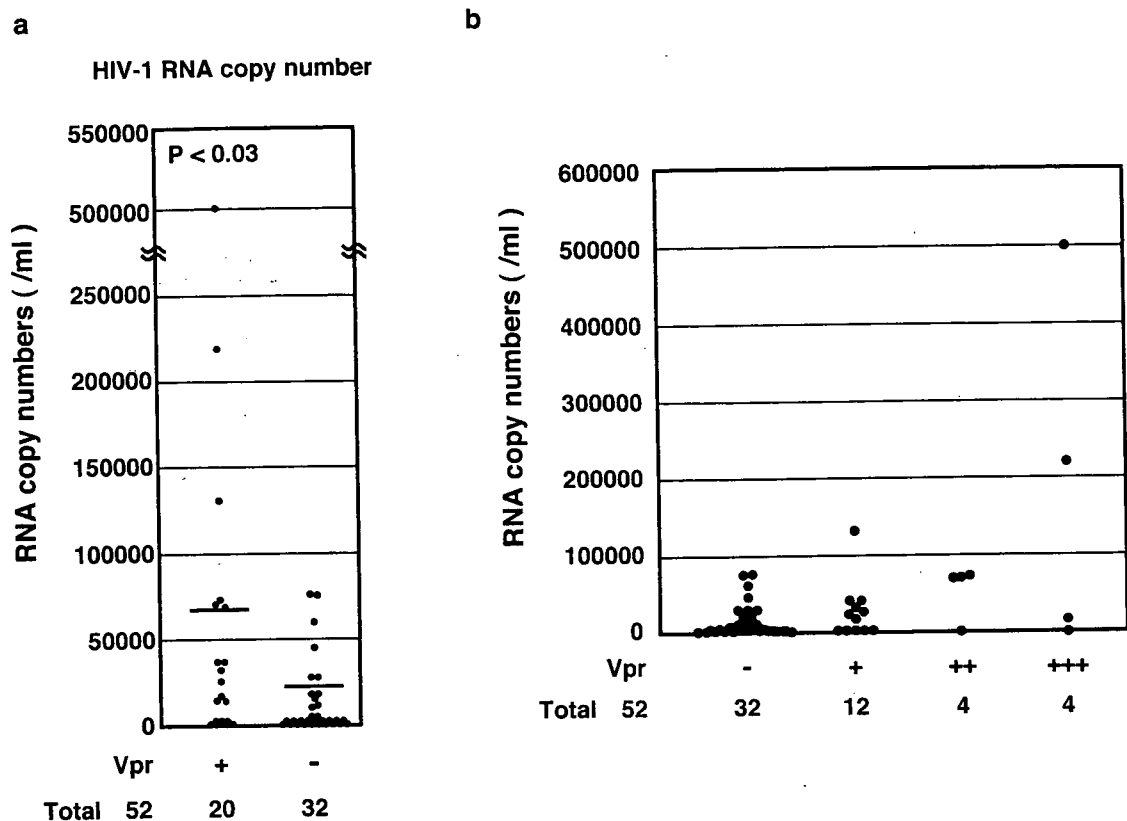 a
HIV-1 RNA copy number
RNA copy numbers ( /ml )
550000
P < 0.03
500000
250000
200000
150000
100000
50000
0
Vpr + -
Total 52 20 32
b
RNA copy numbers ( /ml )
600000
500000
400000
300000
200000
100000
0
Vpr - + ++ +++
Total 52 32 12 4 4